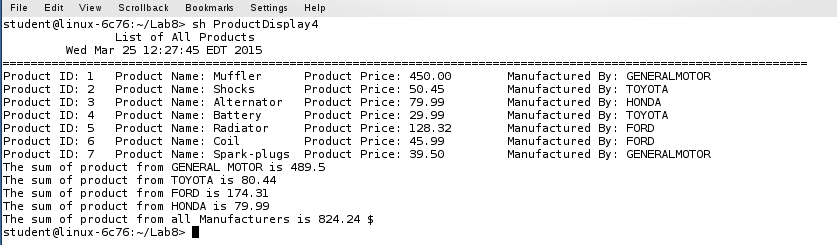 File Edit View Scrollback Bookmarks Settings Help
student@linux-6c76:~/Lab8> sh ProductDisplay4
List of All Products
Wed Mar 25 12:27:45 EDT 2015
===================================================================================================================
Product ID: 1 Product Name: Muffler Product Price: 450.00 Manufactured By: GENERALMOTOR
Product ID: 2 Product Name: Shocks Product Price: 50.45 Manufactured By: TOYOTA
Product ID: 3 Product Name: Alternator Product Price: 79.99 Manufactured By: HONDA
Product ID: 4 Product Name: Battery Product Price: 29.99 Manufactured By: TOYOTA
Product ID: 5 Product Name: Radiator Product Price: 128.32 Manufactured By: FORD
Product ID: 6 Product Name: Coil Product Price: 45.99 Manufactured By: FORD
Product ID: 7 Product Name: Spark-plugs Product Price: 39.50 Manufactured By: GENERALMOTOR
The sum of product from GENERAL MOTOR is 489.5
The sum of product from TOYOTA is 80.44
The sum of product from FORD is 174.31
The sum of product from HONDA is 79.99
The sum of product from all Manufacturers is 824.24 $
student@linux-6c76:~/Lab8>